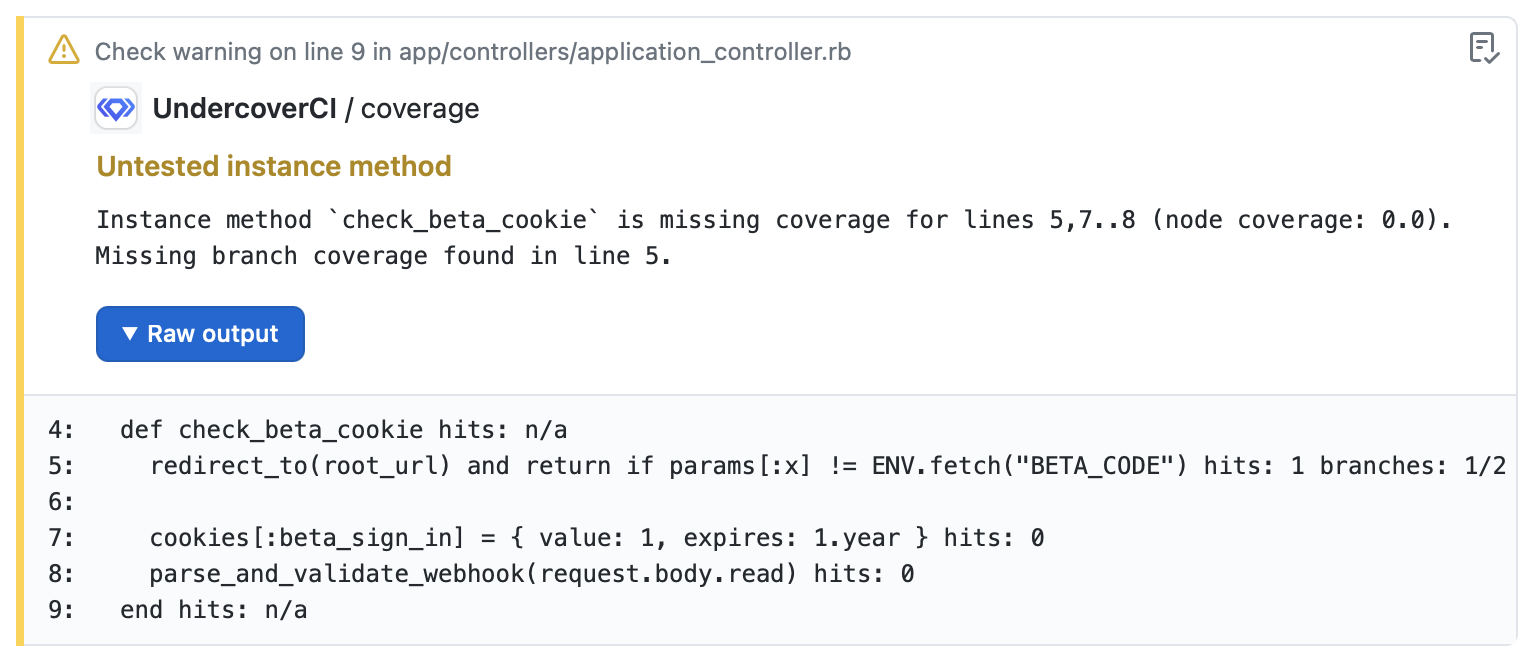 Check warning on line 9 in app/controllers/application_controller.rb
UndercoverCI / coverage
Untested instance method
Instance method `check_beta_cookie` is missing coverage for lines 5,7..8 (node coverage: 0.0).
Missing branch coverage found in line 5.
▼ Raw output
4:   def check_beta_cookie hits: n/a
5:     redirect_to(root_url) and return if params[:x] != ENV.fetch("BETA_CODE") hits: 1 branches: 1/2
6:
7:     cookies[:beta_sign_in] = { value: 1, expires: 1.year } hits: 0
8:     parse_and_validate_webhook(request.body.read) hits: 0
9:   end hits: n/a